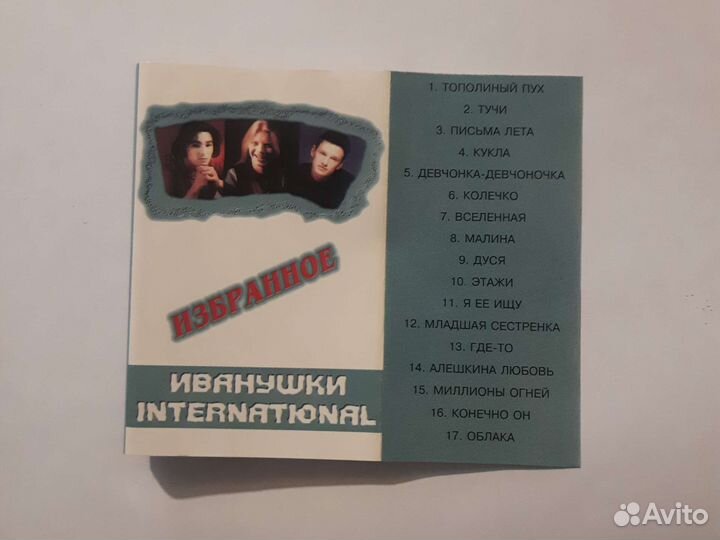 ИЗБРАННОЕ
ИВАНУШКИ
INTERNATIONAL
1. ТОПОЛИНЫЙ ПУХ
2. ТУЧИ
3. ПИСЬМА ЛЕТА
4. КУКЛА
5. ДЕВЧОНКА-ДЕВЧОНОЧКА
6. КОЛЕЧКО
7. ВСЕЛЕННАЯ
8. МАЛИНА
9. ДУСЯ
10. ЭТАЖИ
11. Я ЕЕ ИЩУ
12. МЛАДШАЯ СЕСТРЕНКА
13. ГДЕ-ТО
14. АЛЕШКИНА ЛЮБОВЬ
15. МИЛЛИОНЫ ОГНЕЙ
16. КОНЕЧНО ОН
17. ОБЛАКА
Avito